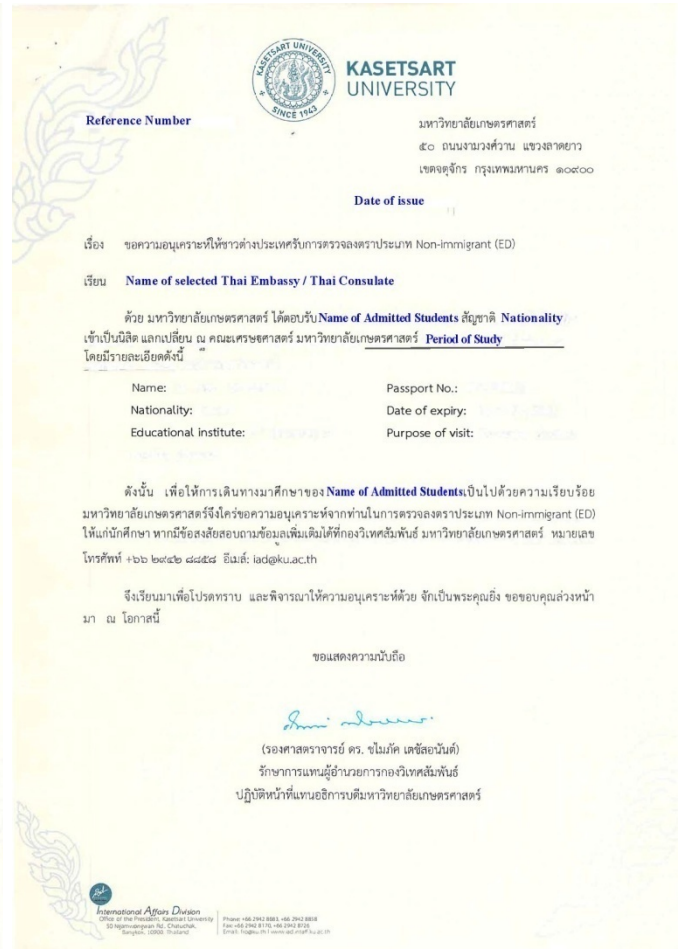 KASETSART UNIVERSITY
SINCE 1943
KASETSART
UNIVERSITY
Reference Number
มหาวิทยาลัยเกษตรศาสตร์
๕๐ ถนนงามวงศ์วาน แขวงลาดยาว
เขตจตุจักร กรุงเทพมหานคร ๑๐๙๐๐
Date of issue
เรื่อง ขอความอนุเคราะห์ให้ชาวต่างประเทศรับการตรวจลงตราประเภท Non-immigrant (ED)
เรียน Name of selected Thai Embassy / Thai Consulate
ด้วย มหาวิทยาลัยเกษตรศาสตร์ ได้ตอบรับ Name of Admitted Students สัญชาติ Nationality
เข้าเป็นนิสิต แลกเปลี่ยน ณ คณะเศรษฐศาสตร์ มหาวิทยาลัยเกษตรศาสตร์ Period of Study
โดยมีรายละเอียดดังนี้
Name: Passport No.:
Nationality: Date of expiry:
Educational institute: Purpose of visit:
ดังนั้น เพื่อให้การเดินทางมาศึกษาของ Name of Admitted Students เป็นไปด้วยความเรียบร้อย
มหาวิทยาลัยเกษตรศาสตร์จึงใคร่ขอความอนุเคราะห์จากท่านในการตรวจลงตราประเภท Non-immigrant (ED)
ให้แก่นักศึกษา หากมีข้อสงสัยสอบถามข้อมูลเพิ่มเติมได้ที่กองวิเทศสัมพันธ์ มหาวิทยาลัยเกษตรศาสตร์ หมายเลข
โทรศัพท์ +๖๖ ๒๙๔๒ ๘๘๕๘ อีเมล์: iad@ku.ac.th
จึงเรียนมาเพื่อโปรดทราบ และพิจารณาให้ความอนุเคราะห์ด้วย จักเป็นพระคุณยิ่ง ขอขอบคุณล่วงหน้า
มา ณ โอกาสนี้
ขอแสดงความนับถือ
(รองศาสตราจารย์ ดร. ชไมภัค เตชัสอนันต์)
รักษาการแทนผู้อำนวยการกองวิเทศสัมพันธ์
ปฏิบัติหน้าที่แทนอธิการบดีมหาวิทยาลัยเกษตรศาสตร์
International Affairs Division
Office of the President, Kasetsart University
50 Ngamwongwan Rd., Chatuchak,
Bangkok, 10900. Thailand